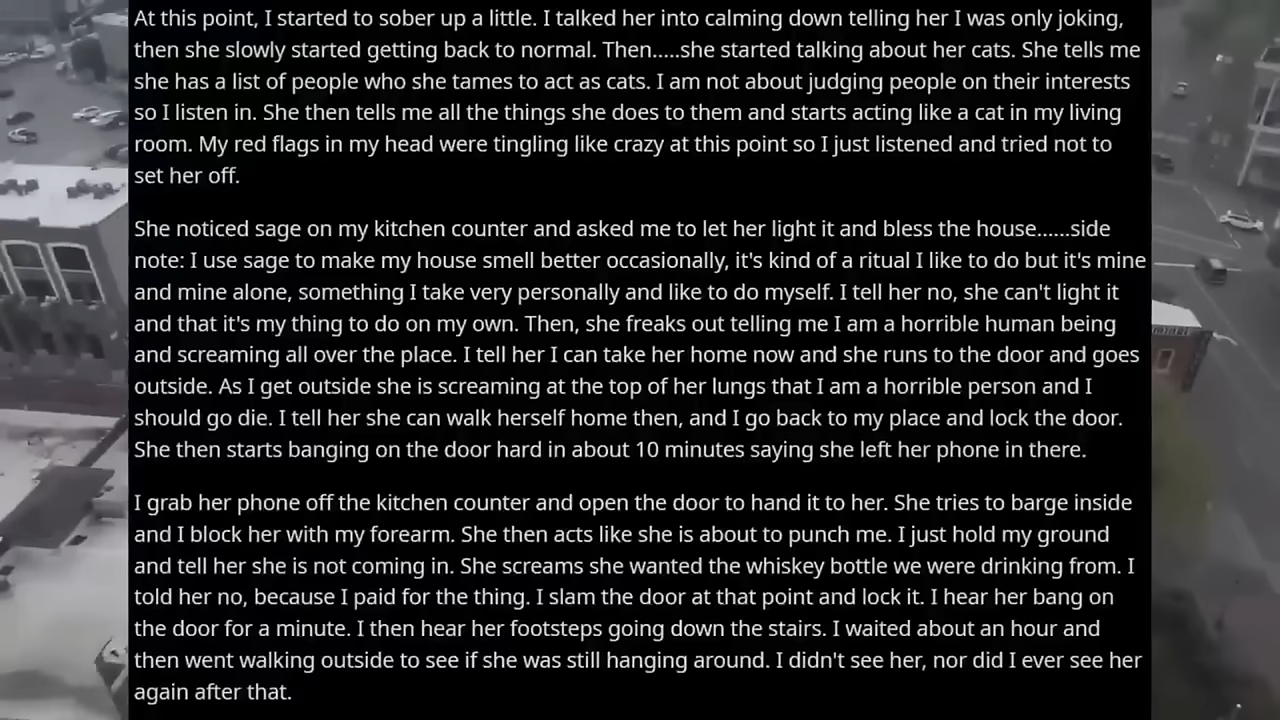 At this point, I started to sober up a little. I talked her into calming down telling her I was only joking,
then she slowly started getting back to normal. Then.....she started talking about her cats. She tells me
she has a list of people who she tames to act as cats. I am not about judging people on their interests
so I listen in. She then tells me all the things she does to them and starts acting like a cat in my living
room. My red flags in my head were tingling like crazy at this point so I just listened and tried not to
set her off.
She noticed sage on my kitchen counter and asked me to let her light it and bless the house......side
note: I use sage to make my house smell better occasionally, it's kind of a ritual I like to do but it's mine
and mine alone, something I take very personally and like to do myself. I tell her no, she can't light it
and that it's my thing to do on my own. Then, she freaks out telling me I am a horrible human being
and screaming all over the place. I tell her I can take her home now and she runs to the door and goes
outside. As I get outside she is screaming at the top of her lungs that I am a horrible person and I
should go die. I tell her she can walk herself home then, and I go back to my place and lock the door.
She then starts banging on the door hard in about 10 minutes saying she left her phone in there.
I grab her phone off the kitchen counter and open the door to hand it to her. She tries to barge inside
and I block her with my forearm. She then acts like she is about to punch me. I just hold my ground
and tell her she is not coming in. She screams she wanted the whiskey bottle we were drinking from. I
told her no, because I paid for the thing. I slam the door at that point and lock it. I hear her bang on
the door for a minute. I then hear her footsteps going down the stairs. I waited about an hour and
then went walking outside to see if she was still hanging around. I didn't see her, nor did I ever see her
again after that.